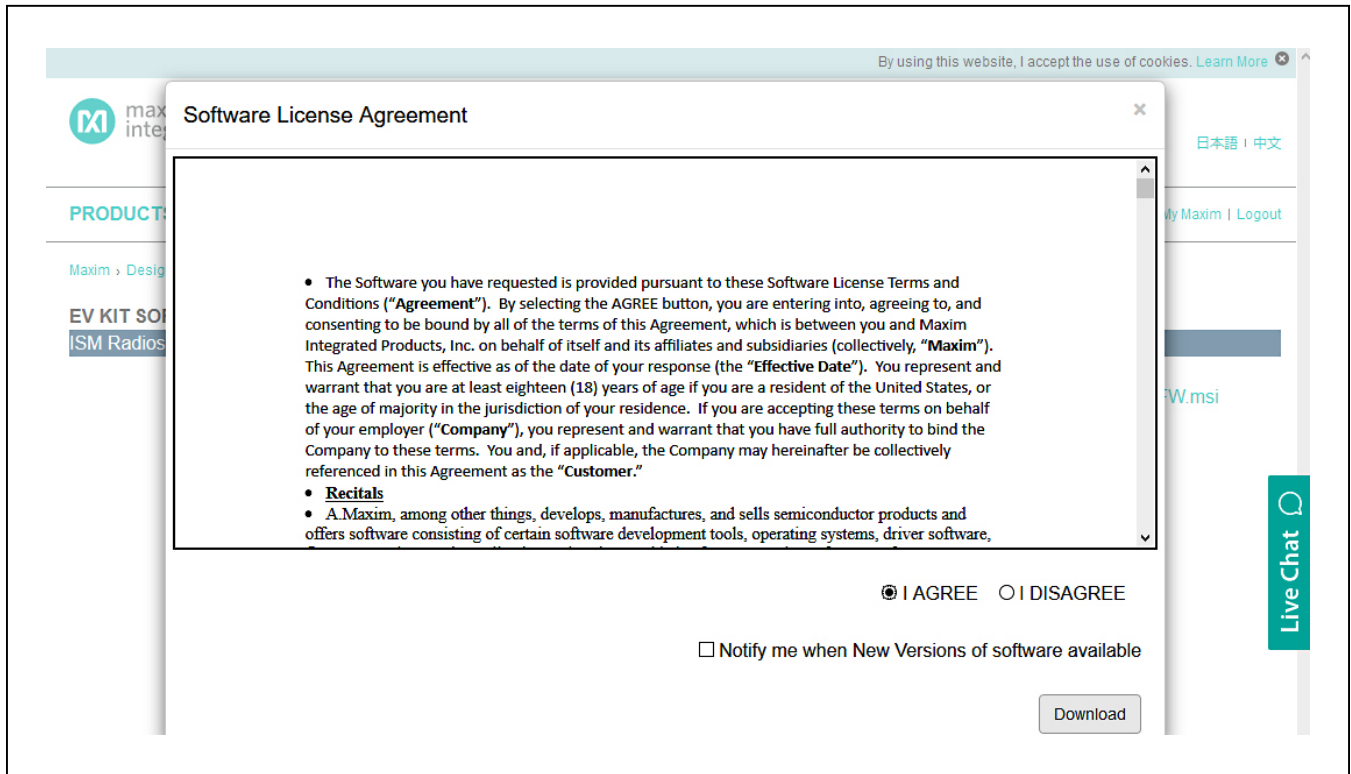 By using this website, I accept the use of cookies. Learn More
max
inte
日本語 | 中文
PRODUCTS
My Maxim | Logout
Maxim › Desig
EV KIT SO
ISM Radios
FW.msi
Software License Agreement
• The Software you have requested is provided pursuant to these Software License Terms and
Conditions (“Agreement”). By selecting the AGREE button, you are entering into, agreeing to, and
consenting to be bound by all of the terms of this Agreement, which is between you and Maxim
Integrated Products, Inc. on behalf of itself and its affiliates and subsidiaries (collectively, “Maxim”).
This Agreement is effective as of the date of your response (the “Effective Date”). You represent and
warrant that you are at least eighteen (18) years of age if you are a resident of the United States, or
the age of majority in the jurisdiction of your residence. If you are accepting these terms on behalf
of your employer (“Company”), you represent and warrant that you have full authority to bind the
Company to these terms. You and, if applicable, the Company may hereinafter be collectively
referenced in this Agreement as the “Customer.”
• Recitals
• A.Maxim, among other things, develops, manufactures, and sells semiconductor products and
offers software consisting of certain software development tools, operating systems, driver software,
I AGREE I DISAGREE
Notify me when New Versions of software available
Download
Live Chat